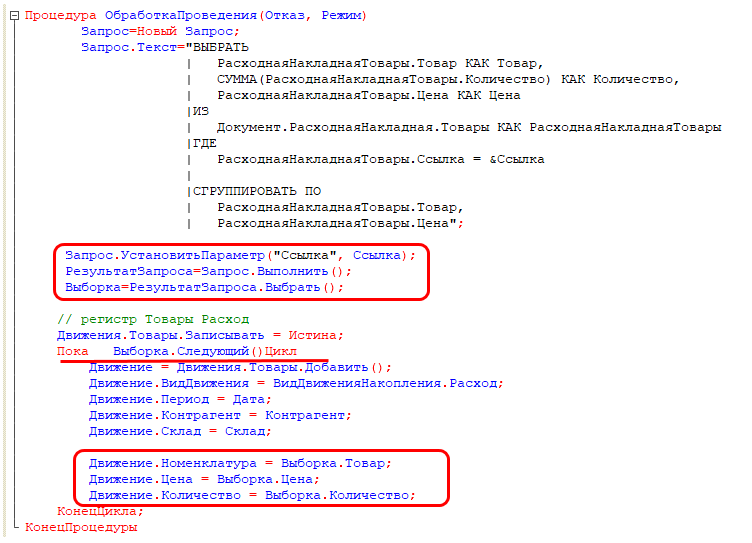 Процедура ОбработкаПроведения(Отказ, Режим)
Запрос=Новый Запрос;
Запрос.Текст="ВЫБРАТЬ
| РасходнаяНакладнаяТовары.Товар КАК Товар,
| СУММА(РасходнаяНакладнаяТовары.Количество) КАК Количество,
| РасходнаяНакладнаяТовары.Цена КАК Цена
|ИЗ
| Документ.РасходнаяНакладная.Товары КАК РасходнаяНакладнаяТовары
|ГДЕ
| РасходнаяНакладнаяТовары.Ссылка = &Ссылка
|
|СГРУППИРОВАТЬ ПО
| РасходнаяНакладнаяТовары.Товар,
| РасходнаяНакладнаяТовары.Цена";
Запрос.УстановитьПараметр("Ссылка", Ссылка);
РезультатЗапроса=Запрос.Выполнить();
Выборка=РезультатЗапроса.Выбрать();
// регистр Товары Расход
Движения.Товары.Записывать = Истина;
Пока Выборка.Следующий()Цикл
Движение = Движения.Товары.Добавить();
Движение.ВидДвижения = ВидДвиженияНакопления.Расход;
Движение.Период = Дата;
Движение.Контрагент = Контрагент;
Движение.Склад = Склад;
Движение.Номенклатура = Выборка.Товар;
Движение.Цена = Выборка.Цена;
Движение.Количество = Выборка.Количество;
КонецЦикла;
КонецПроцедуры